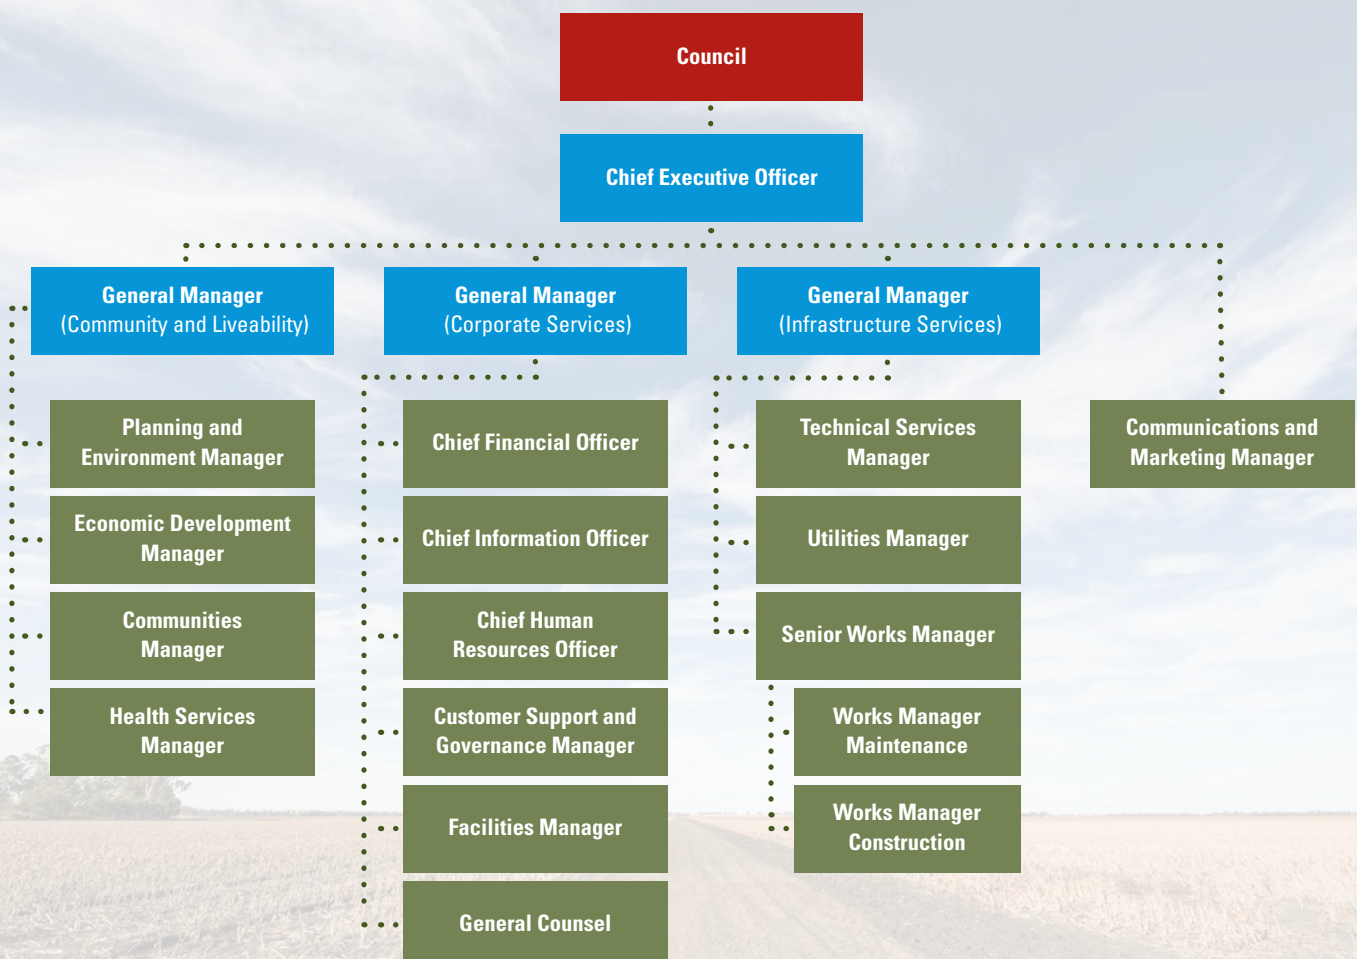 Council
Chief Executive Officer
General Manager
(Community and Liveability)
General Manager
(Corporate Services)
General Manager
(Infrastructure Services)
Planning and
Environment Manager
Economic Development
Manager
Communities
Manager
Health Services
Manager
Chief Financial Officer
Chief Information Officer
Chief Human
Resources Officer
Customer Support and
Governance Manager
Facilities Manager
General Counsel
Technical Services
Manager
Utilities Manager
Senior Works Manager
Works Manager
Maintenance
Works Manager
Construction
Communications and
Marketing Manager